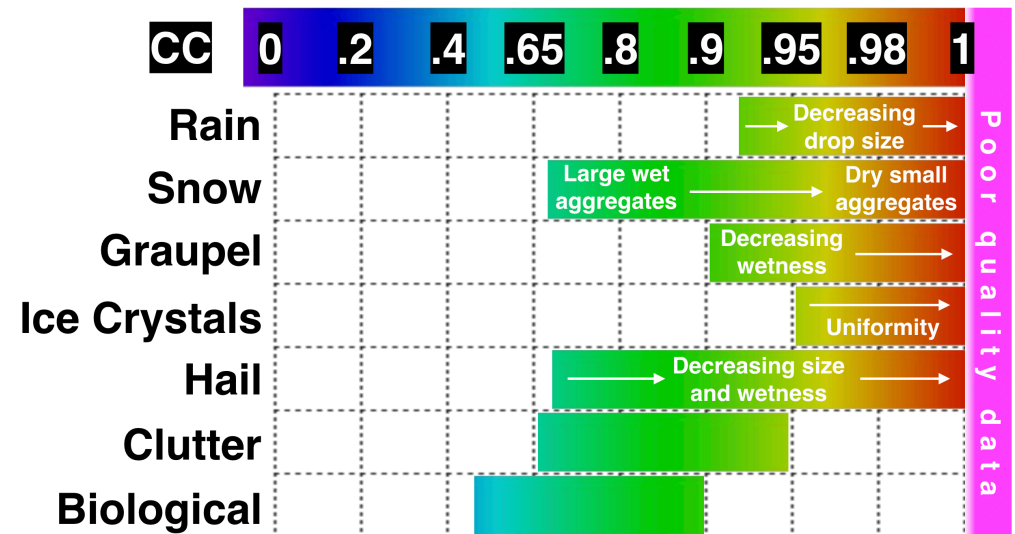 CC 0 .2 .4 .65 .8 .9 .95 .98 1
Rain
Decreasing
drop size
Snow
Large wet
aggregates
Dry small
aggregates
Graupel
Decreasing
wetness
Ice Crystals
Uniformity
Hail
Decreasing size
and wetness
Clutter
Biological
Poor quality data